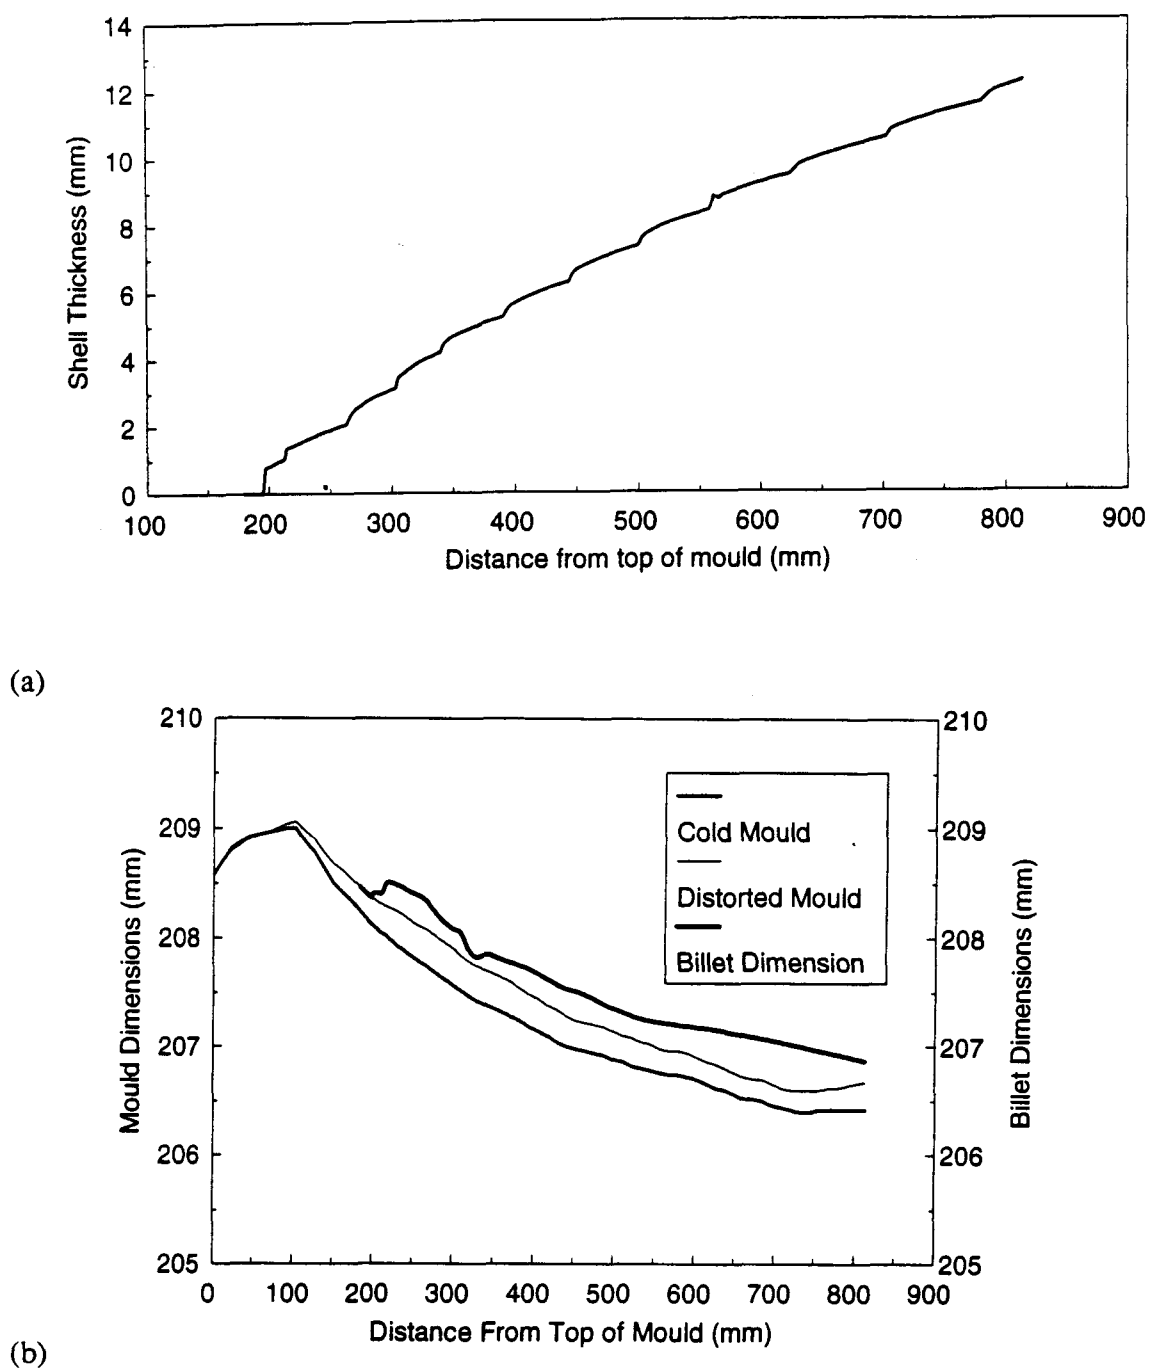 14
12
10
8
6
4
2
0
Shell Thickness (mm)
100 200 300 400 500 600 700 800 900
Distance from top of mould (mm)
(a)
210
209
208
207
206
205
Mould Dimensions (mm)
Cold Mould
Distorted Mould
Billet Dimension
210
209
208
207
206
205
Billet Dimensions (mm)
0 100 200 300 400 500 600 700 800 900
Distance From Top of Mould (mm)
(b)